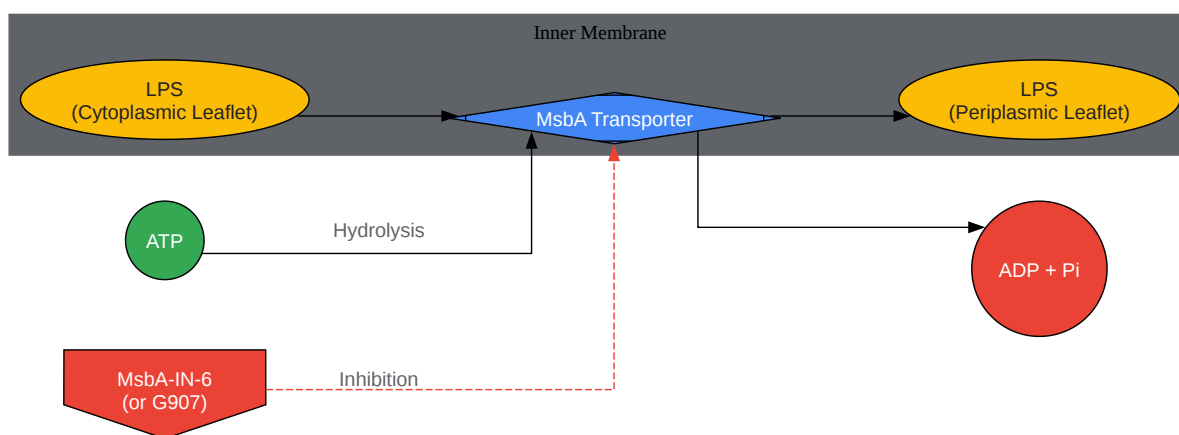 Inner Membrane
LPS
(Cytoplasmic Leaflet)
MsbA Transporter
LPS
(Periplasmic Leaflet)
ATP
Hydrolysis
ADP + Pi
MsbA-IN-6
(or G907)
Inhibition